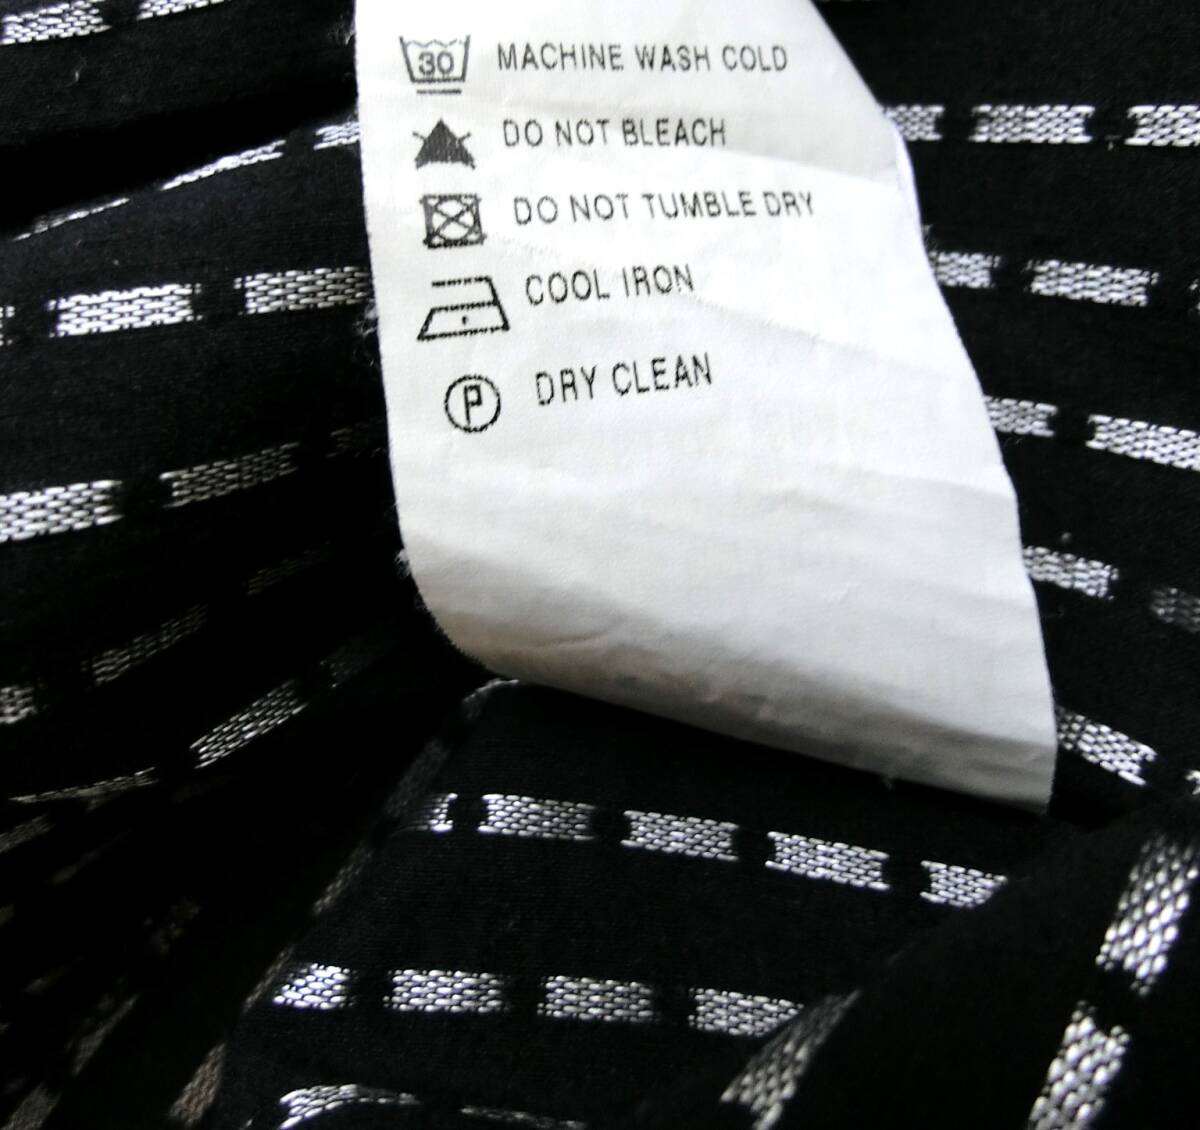 30 MACHINE WASH COLD
DO NOT BLEACH
DO NOT TUMBLE DRY
COOL IRON
P DRY CLEAN